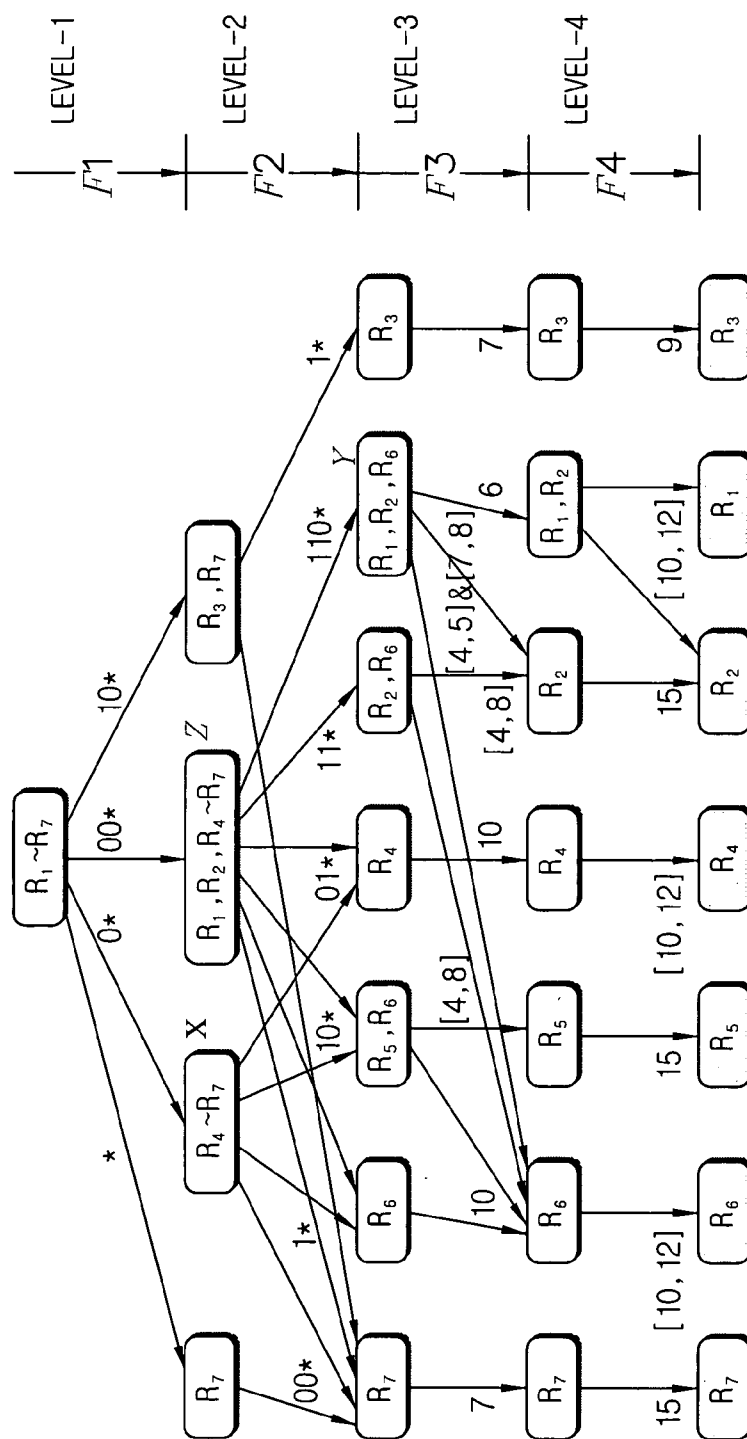 R₁~R₇
LEVEL-1
F1
*
0*
00*
10*
R₇
R₄~R₇
X
R₁,R₂,R₄~R₇
Z
R₃,R₇
LEVEL-2
F2
00*
1*
10*
01*
11*
110*
1*
R₇
R₆
R₅,R₆
R₄
R₂,R₆
R₁,R₂,R₆
Y
R₃
LEVEL-3
F3
7
10
[4,8]
10
[4,8]
[4,5]&[7,8]
6
7
R₇
R₆
R₅
R₄
R₂
R₁,R₂
R₃
LEVEL-4
F4
15
[10,12]
15
[10,12]
15
[10,12]
9
R₇
R₆
R₅
R₄
R₂
R₁
R₃